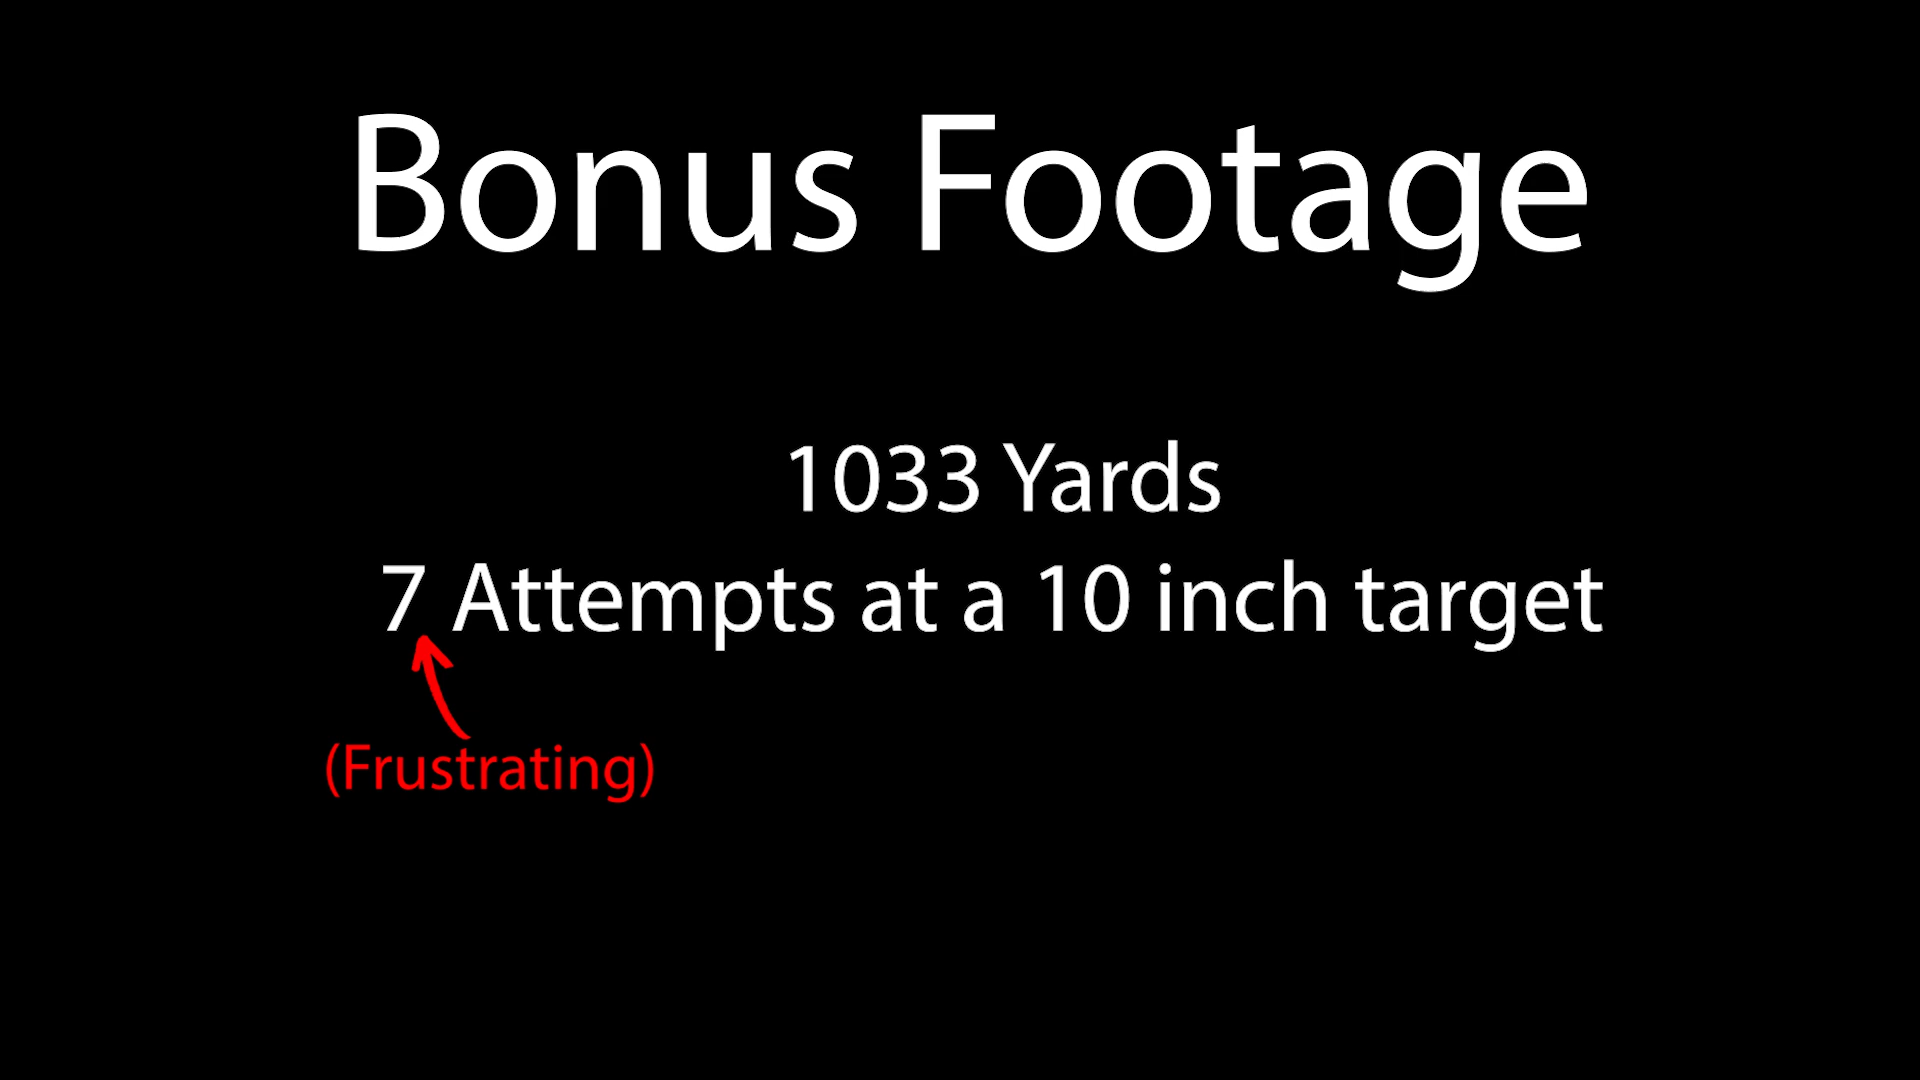 Bonus Footage
1033 Yards
7 Attempts at a 10 inch target
(Frustrating)